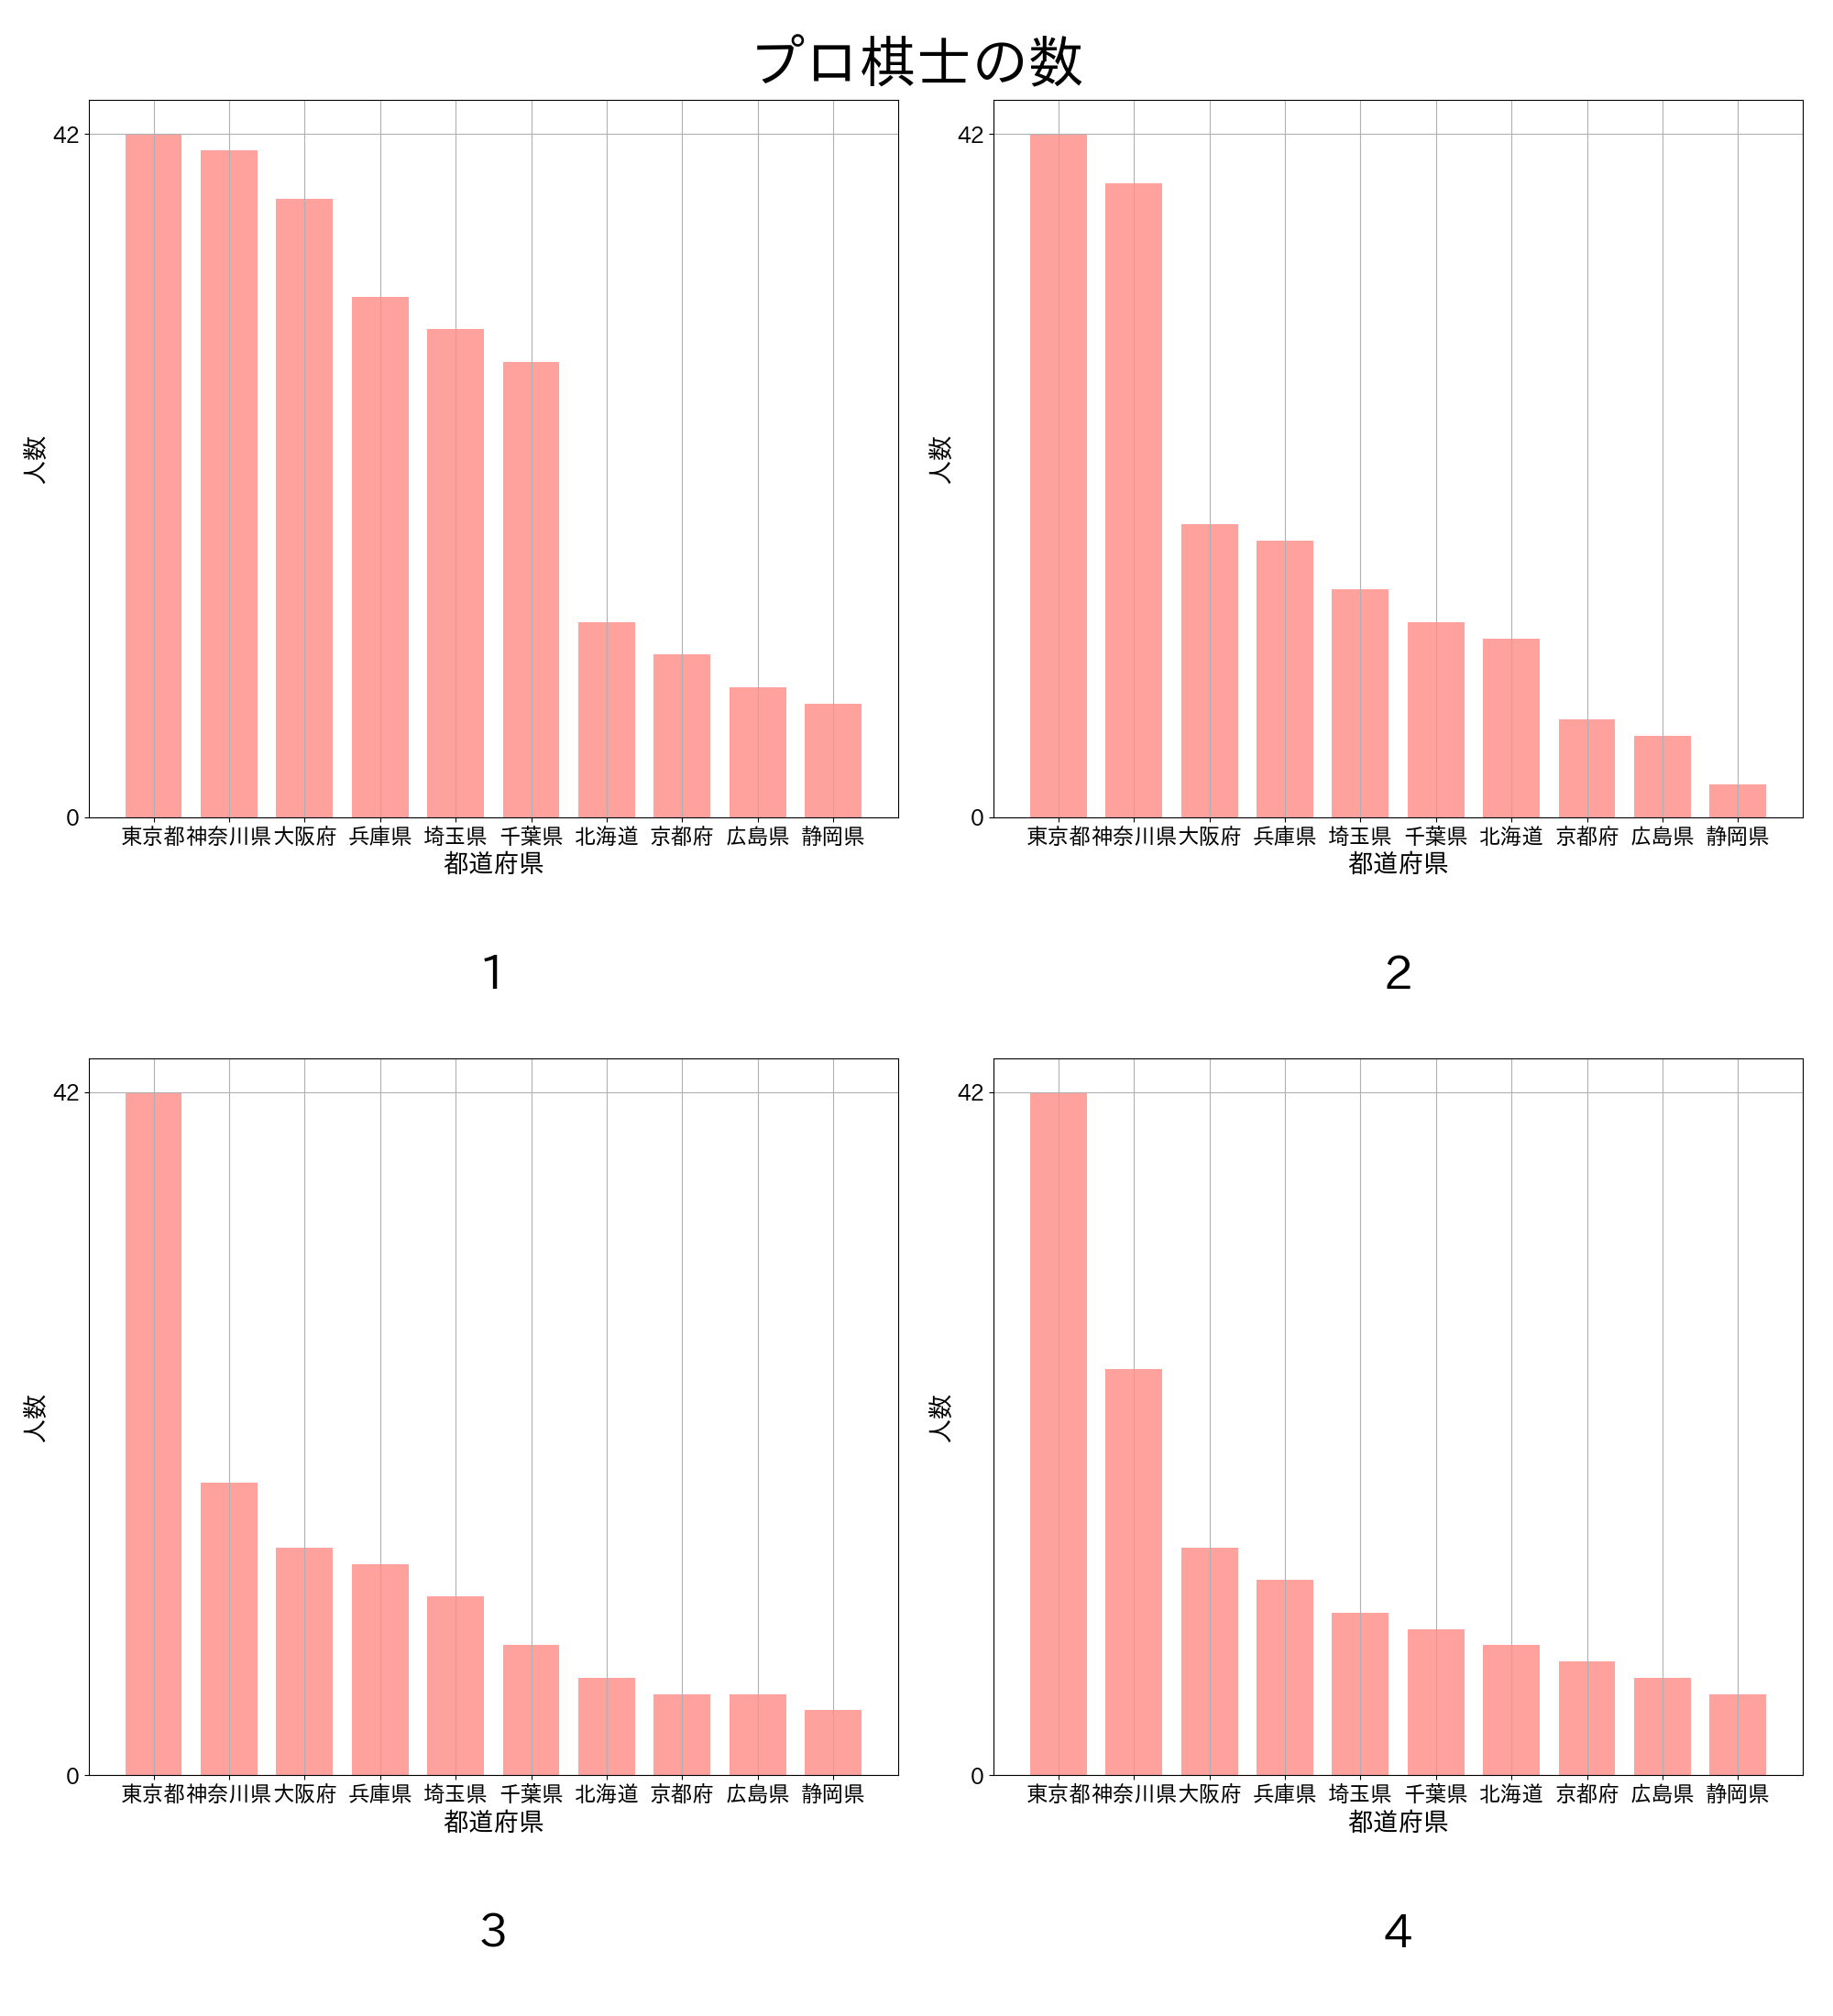 プロ棋士の数
42
0
人数
東京都 神奈川県 大阪府 兵庫県 埼玉県 千葉県 北海道 京都府 広島県 静岡県
都道府県
1
42
0
人数
東京都 神奈川県 大阪府 兵庫県 埼玉県 千葉県 北海道 京都府 広島県 静岡県
都道府県
2
42
0
人数
東京都 神奈川県 大阪府 兵庫県 埼玉県 千葉県 北海道 京都府 広島県 静岡県
都道府県
3
42
0
人数
東京都 神奈川県 大阪府 兵庫県 埼玉県 千葉県 北海道 京都府 広島県 静岡県
都道府県
4